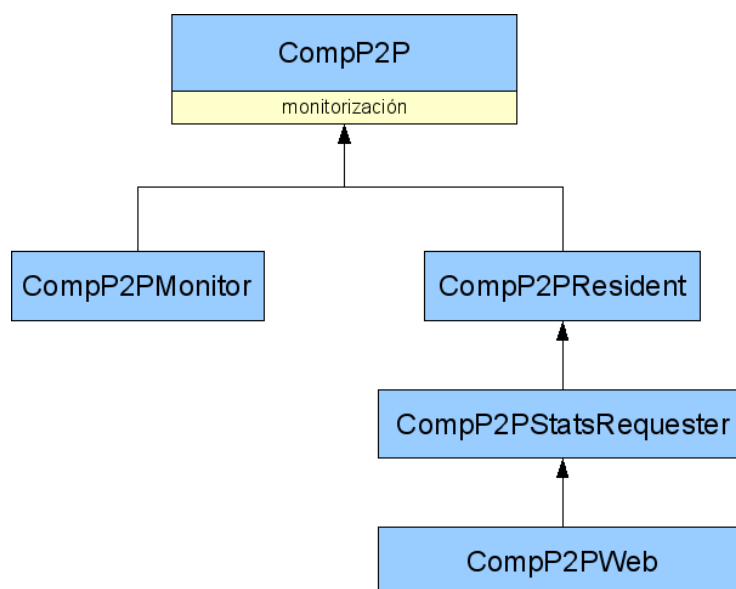 CompP2P
monitorización
CompP2PMonitor
CompP2PResident
CompP2PStatsRequester
CompP2PWeb